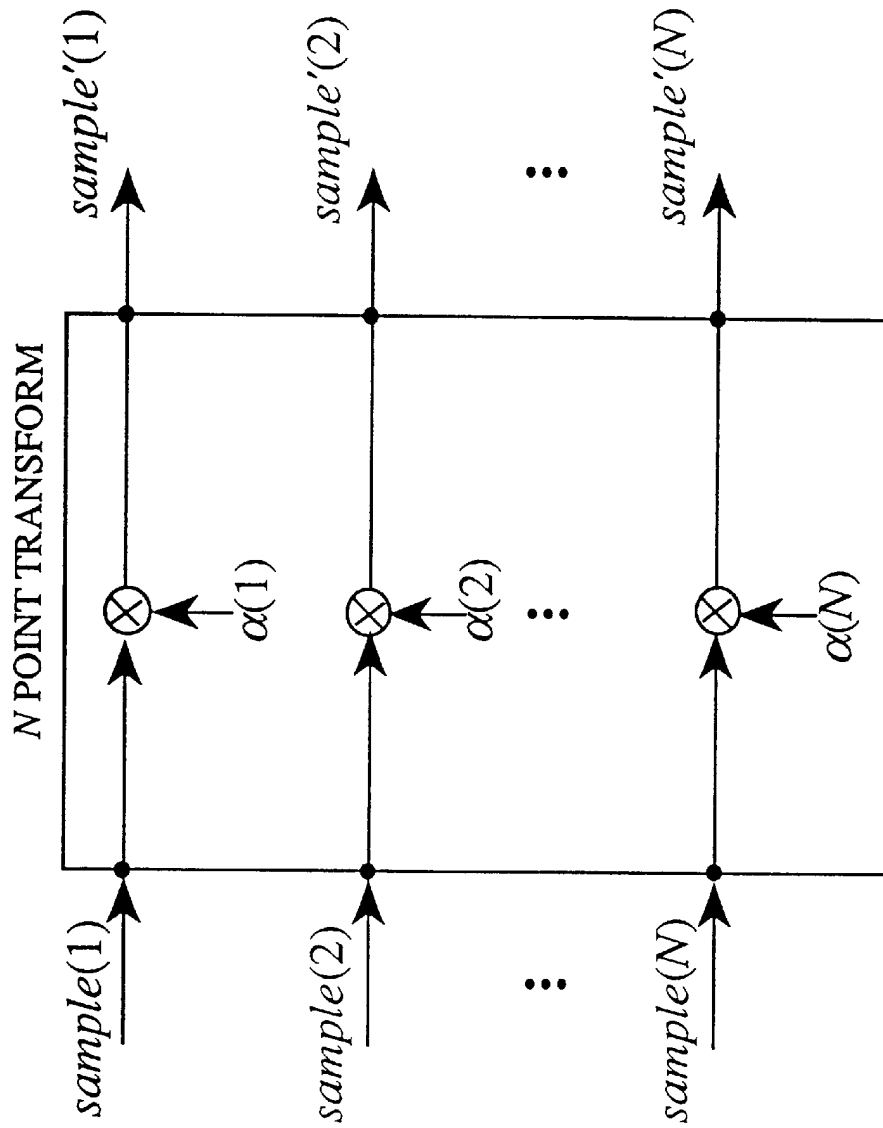 N POINT TRANSFORM
sample(1)
α(1)
sample'(1)
sample(2)
α(2)
sample'(2)
...
...
...
sample(N)
α(N)
sample'(N)